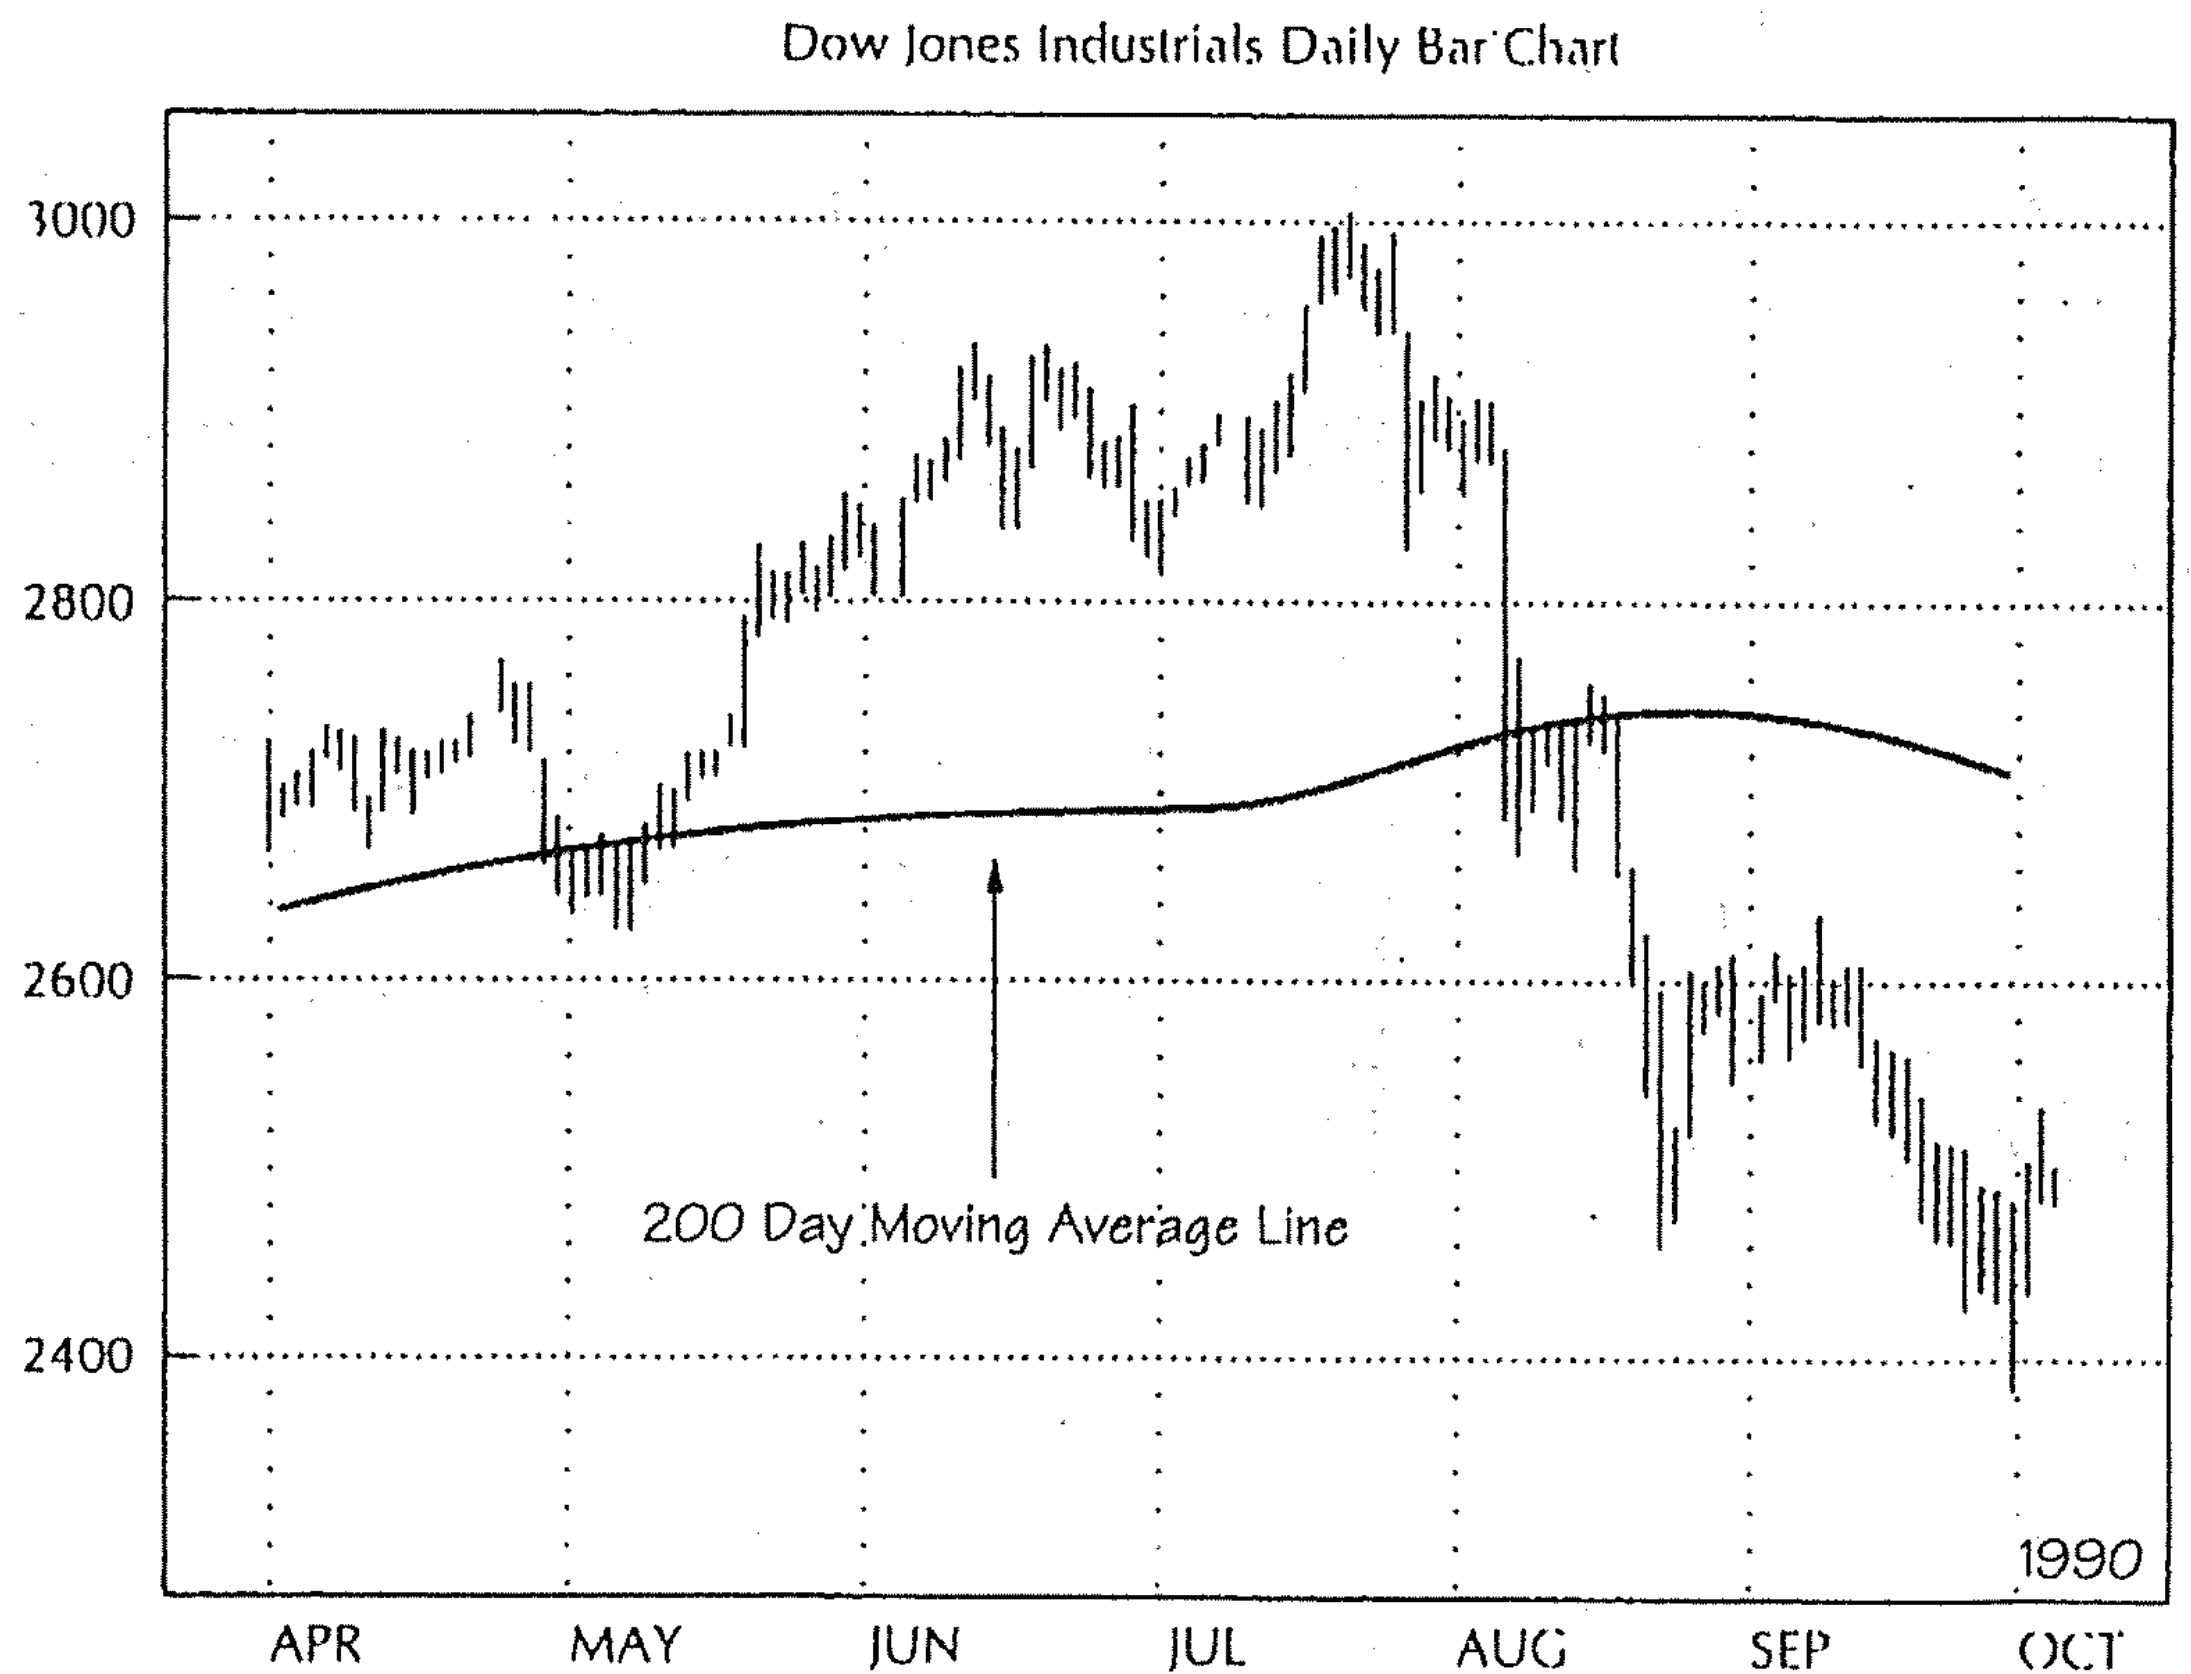 Dow Jones Industrials Daily Bar Chart
3000
2800
2600
2400
200 Day Moving Average Line
1990
APR MAY JUN JUL AUG SEP OCT